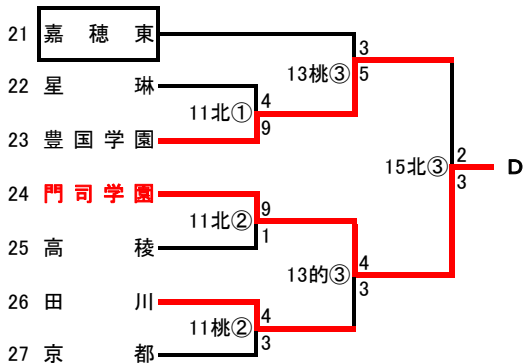 21 嘉穂東
3
13桃③
5
22 星琳
4
11北①
9
23 豊国学園
2
15北③
3
D
24 門司学園
9
11北②
1
25 高稜
4
13的③
3
26 田川
4
11桃②
3
27 京都